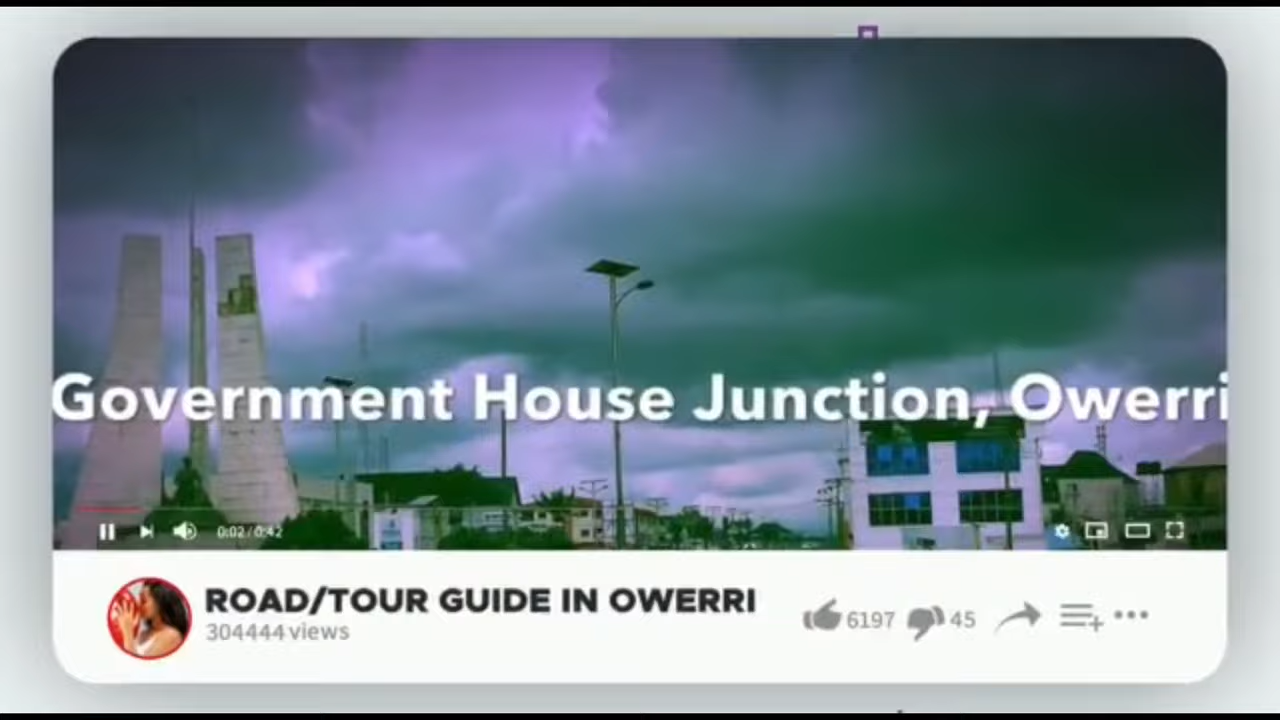 Government House Junction, Owerri
0:02/0:42
ROAD/TOUR GUIDE IN OWERRI
304444 views
6197
45